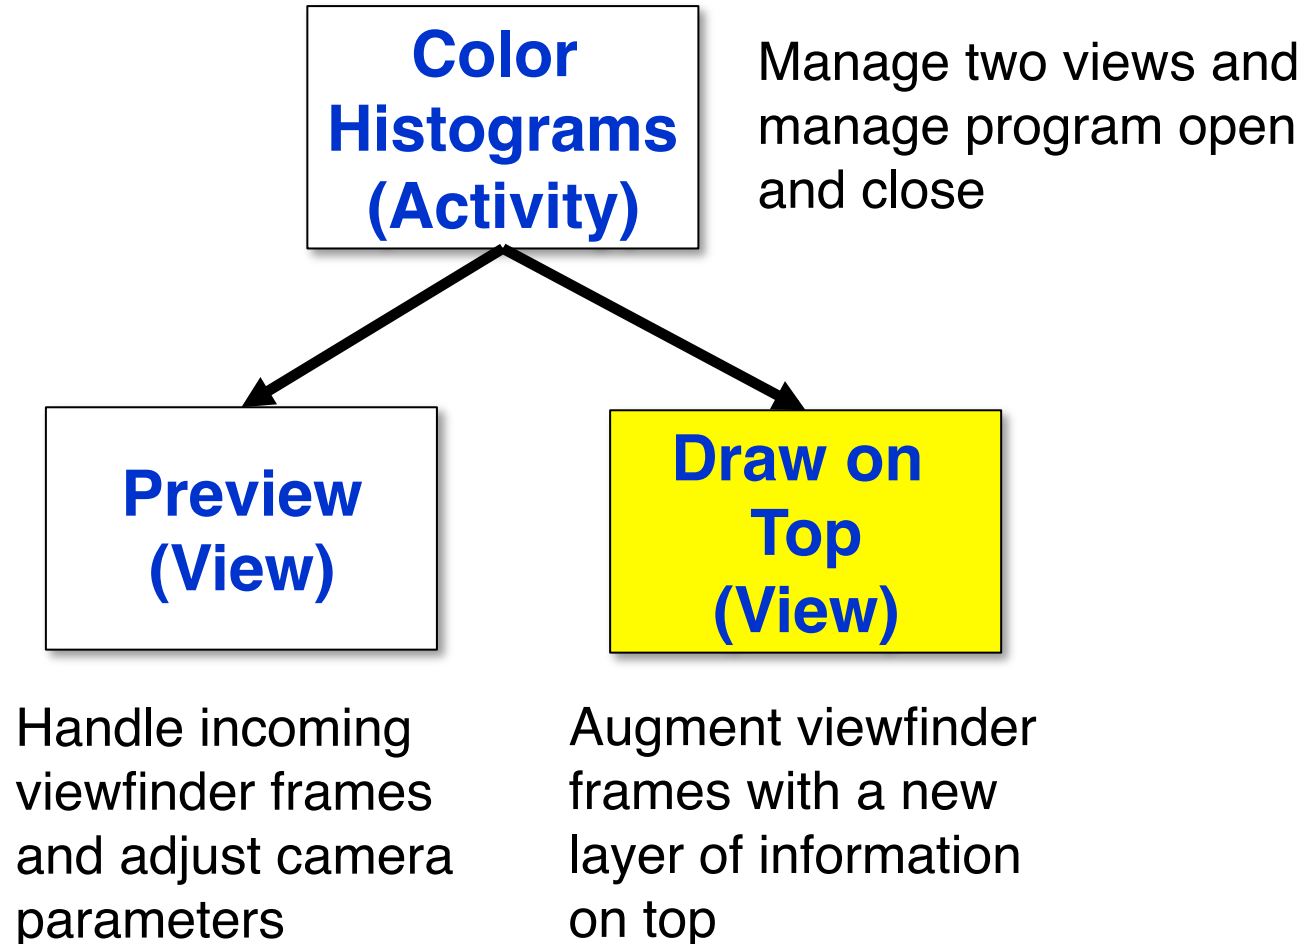 Color
Histograms
(Activity)
Manage two views and
manage program open
and close
Preview
(View)
Draw on
Top
(View)
Handle incoming
viewfinder frames
and adjust camera
parameters
Augment viewfinder
frames with a new
layer of information
on top